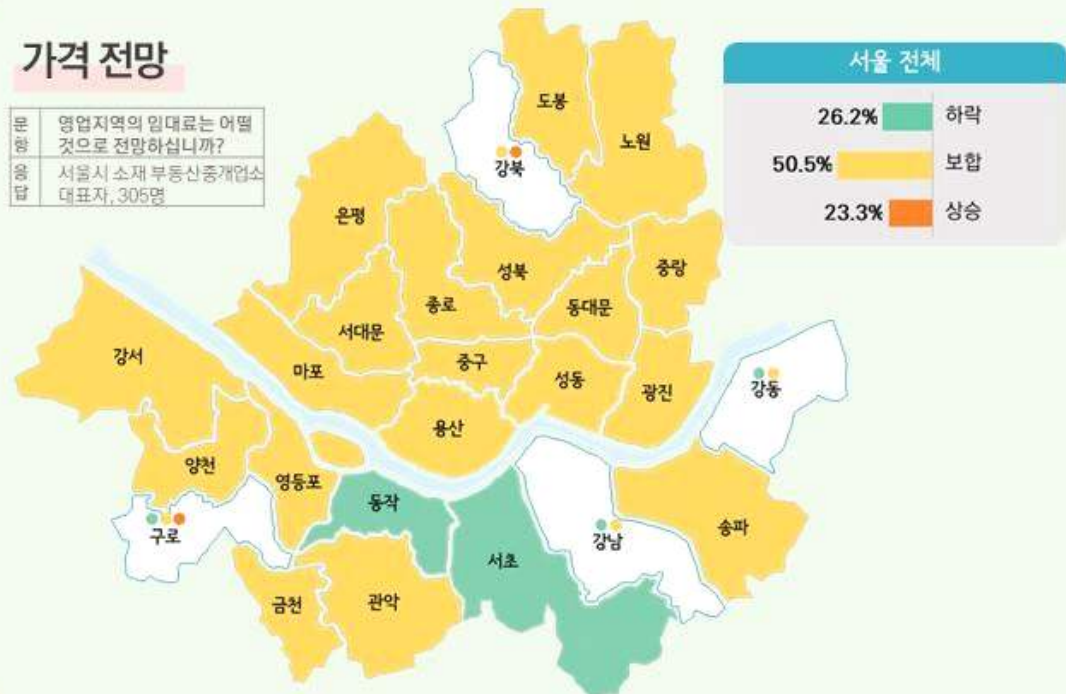 가격 전망
문항
영업지역의 임대료는 어떨
것으로 전망하십니까?
응답
서울시 소재 부동산중개업소
대표자, 305명
서울 전체
26.2% 하락
50.5% 보합
23.3% 상승
도봉
노원
강북
은평
성북
중랑
종로
동대문
서대문
강서
마포
중구
성동
광진
강동
용산
양천
영등포
동작
송파
구로
강남
서초
금천
관악